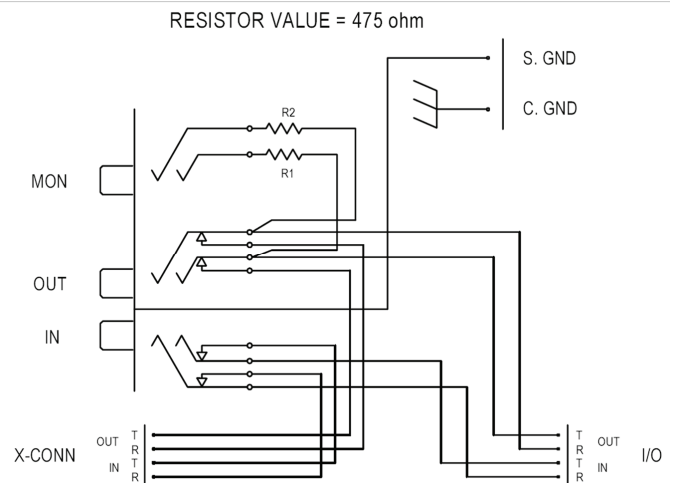 RESISTOR VALUE = 475 ohm
S. GND
C. GND
R2
R1
MON
OUT
IN
X-CONN
OUT T
R
IN T
R
T OUT
R
T IN
R
I/O